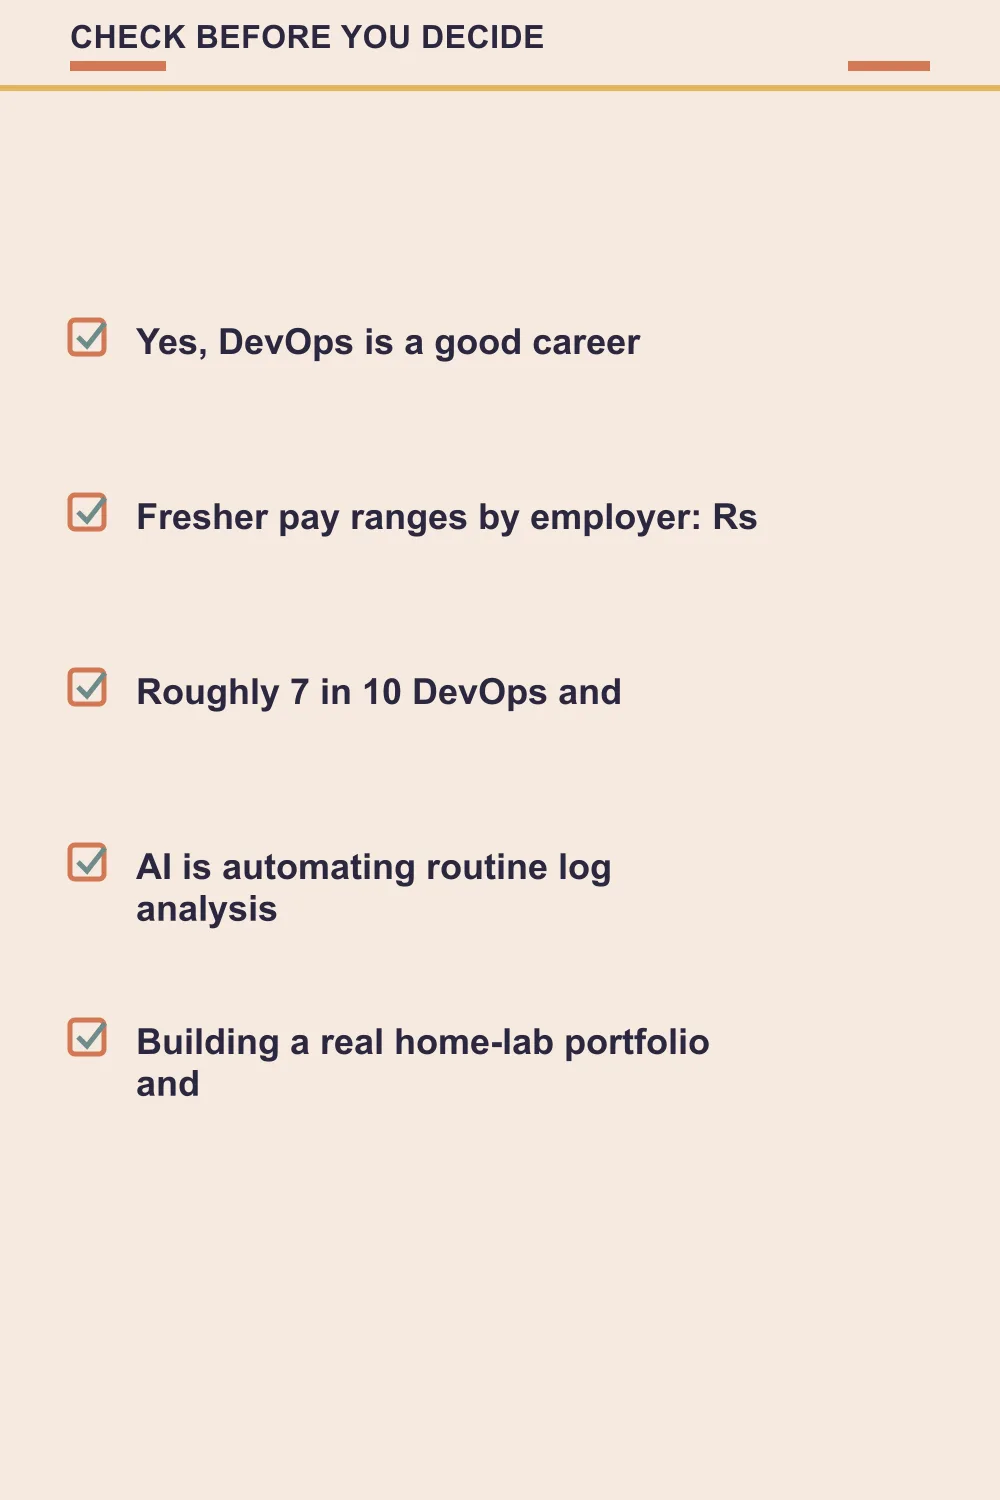 CHECK BEFORE YOU DECIDE
Yes, DevOps is a good career
Fresher pay ranges by employer: Rs
Roughly 7 in 10 DevOps and
AI is automating routine log
analysis
Building a real home-lab portfolio
and